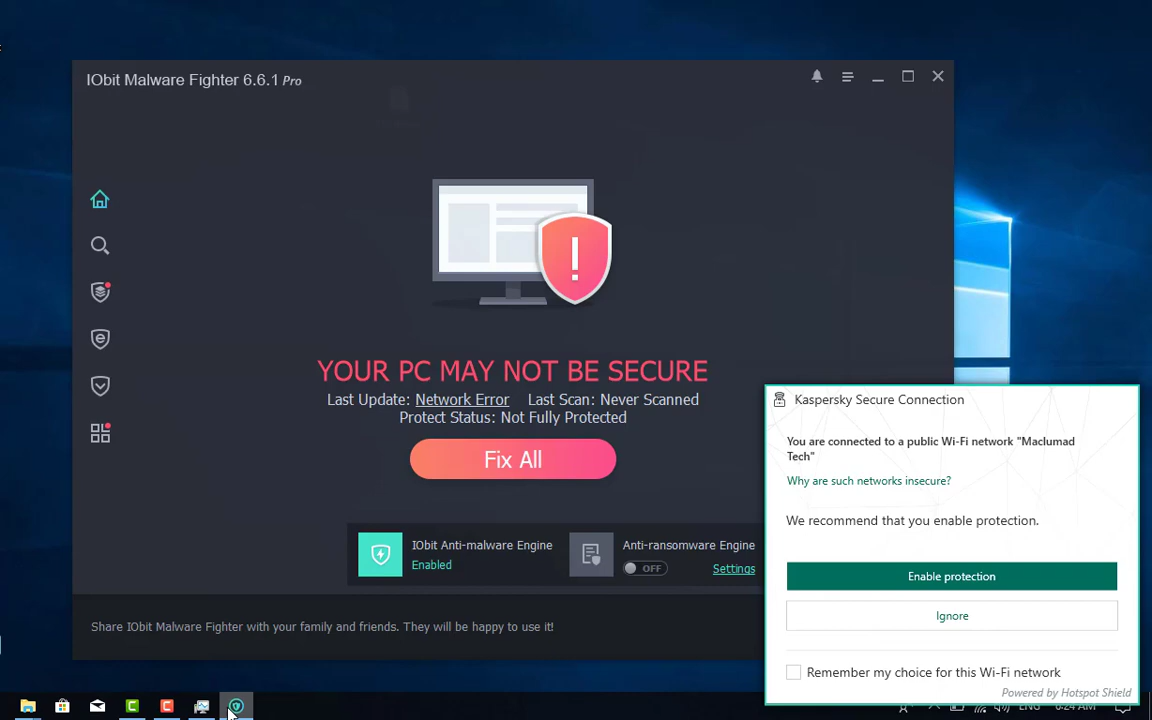 IObit Malware Fighter 6.6.1 Pro
YOUR PC MAY NOT BE SECURE
Last Update: Network Error Last Scan: Never Scanned
Protect Status: Not Fully Protected
Fix All
IObit Anti-malware Engine
Enabled
Anti-ransomware Engine
OFF Settings
Share IObit Malware Fighter with your family and friends. They will be happy to use it!
Kaspersky Secure Connection
You are connected to a public Wi-Fi network "Maclumad
Tech"
Why are such networks insecure?
We recommend that you enable protection.
Enable protection
Ignore
Remember my choice for this Wi-Fi network
Powered by Hotspot Shield
ENG 6:24 AM